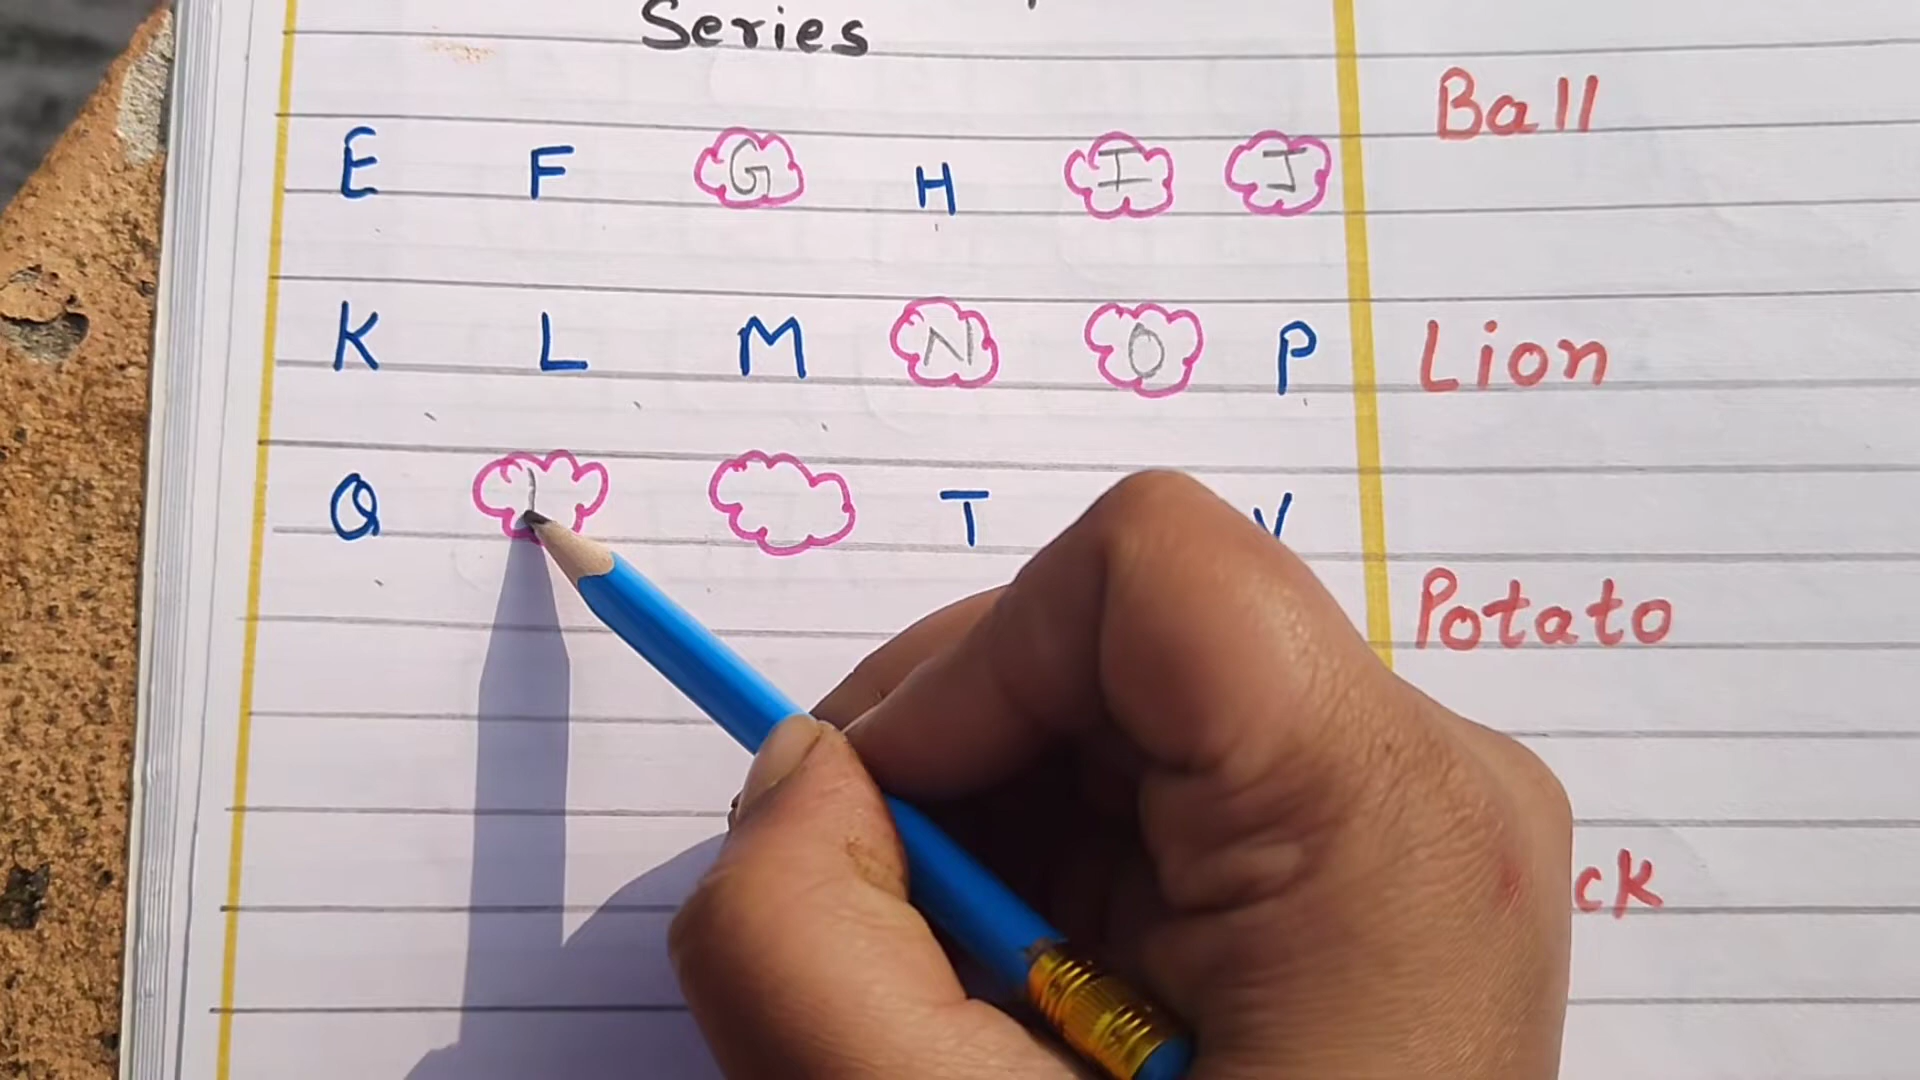 Series
E F G H I J
K L M N O P
Q T V
Ball
Lion
Potato
ck